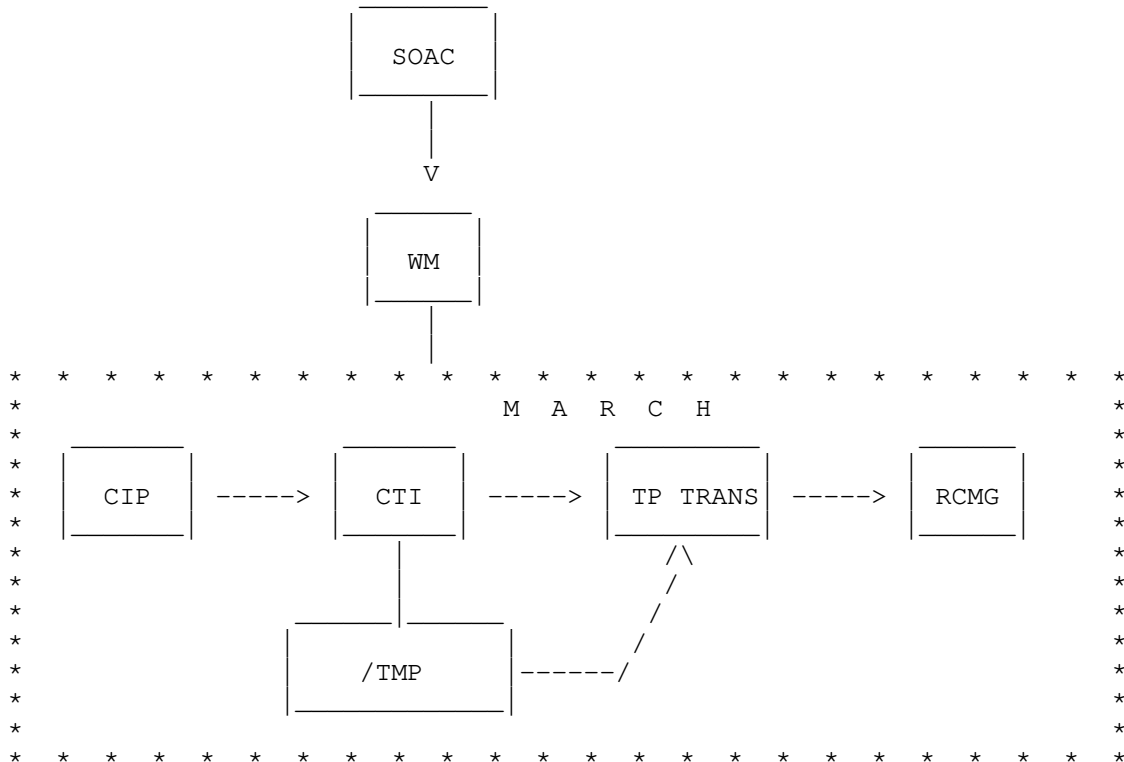 SOAC
V
WM
M A R C H
CIP -----> CTI -----> TP TRANS -----> RCMG
/TMP ------/